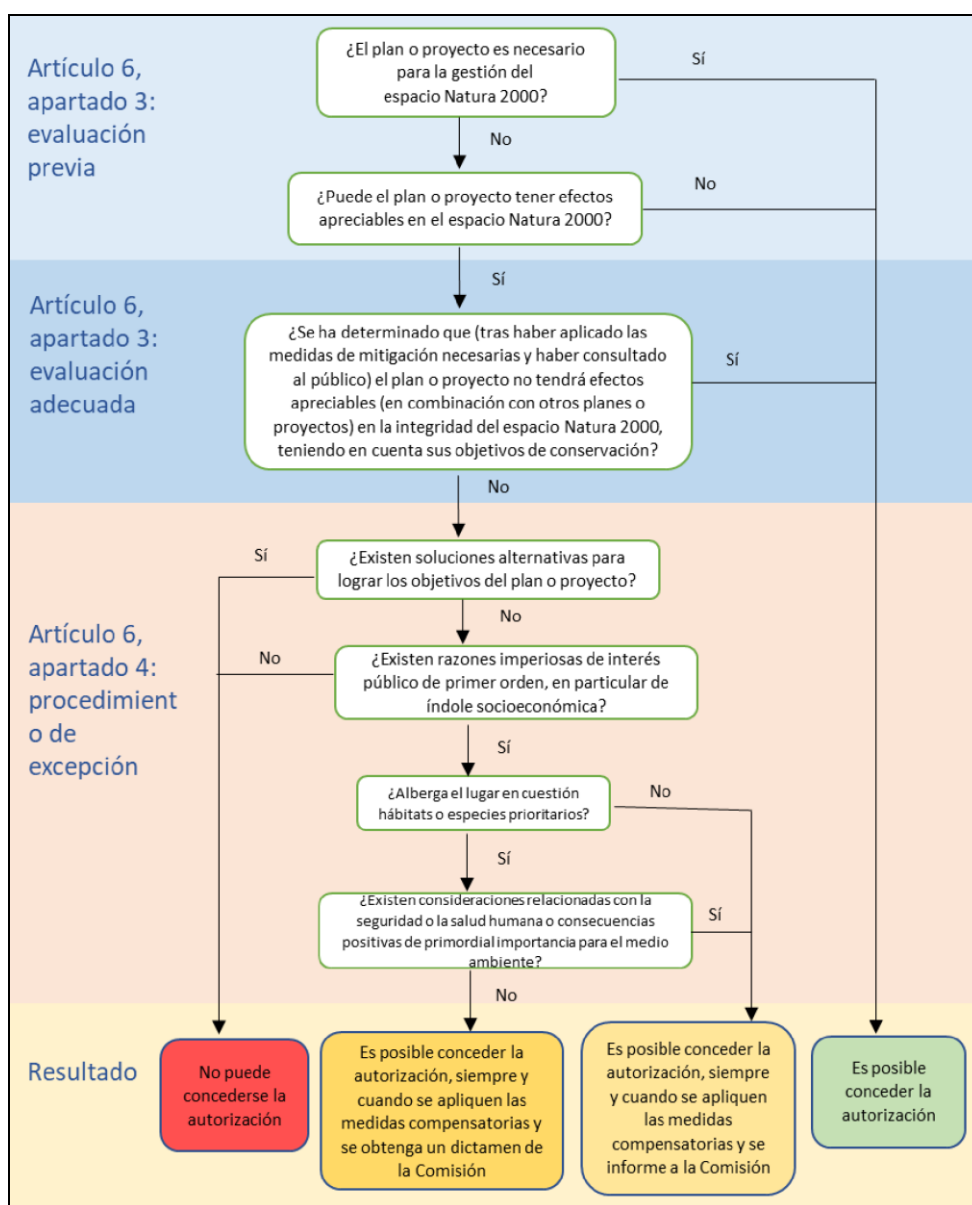 Artículo 6,
apartado 3:
evaluación
previa
¿El plan o proyecto es necesario
para la gestión del
espacio Natura 2000?
Sí
No
¿Puede el plan o proyecto tener efectos
apreciables en el espacio Natura 2000?
No
Sí
Artículo 6,
apartado 3:
evaluación
adecuada
¿Se ha determinado que (tras haber aplicado las
medidas de mitigación necesarias y haber consultado
al público) el plan o proyecto no tendrá efectos
apreciables (en combinación con otros planes o
proyectos) en la integridad del espacio Natura 2000,
teniendo en cuenta sus objetivos de conservación?
Sí
No
Artículo 6,
apartado 4:
procedimient
o de
excepción
Sí
¿Existen soluciones alternativas para
lograr los objetivos del plan o proyecto?
No
No
¿Existen razones imperiosas de interés
público de primer orden, en particular de
índole socioeconómica?
Sí
¿Alberga el lugar en cuestión
hábitats o especies prioritarios?
No
Sí
¿Existen consideraciones relacionadas con la
seguridad o la salud humana o consecuencias
positivas de primordial importancia para el medio
ambiente?
Sí
No
Resultado
No puede
concederse la
autorización
Es posible conceder la
autorización, siempre y
cuando se apliquen las
medidas compensatorias y
se obtenga un dictamen de
la Comisión
Es posible conceder la
autorización, siempre
y cuando se apliquen
las medidas
compensatorias y se
informe a la Comisión
Es posible
conceder la
autorización